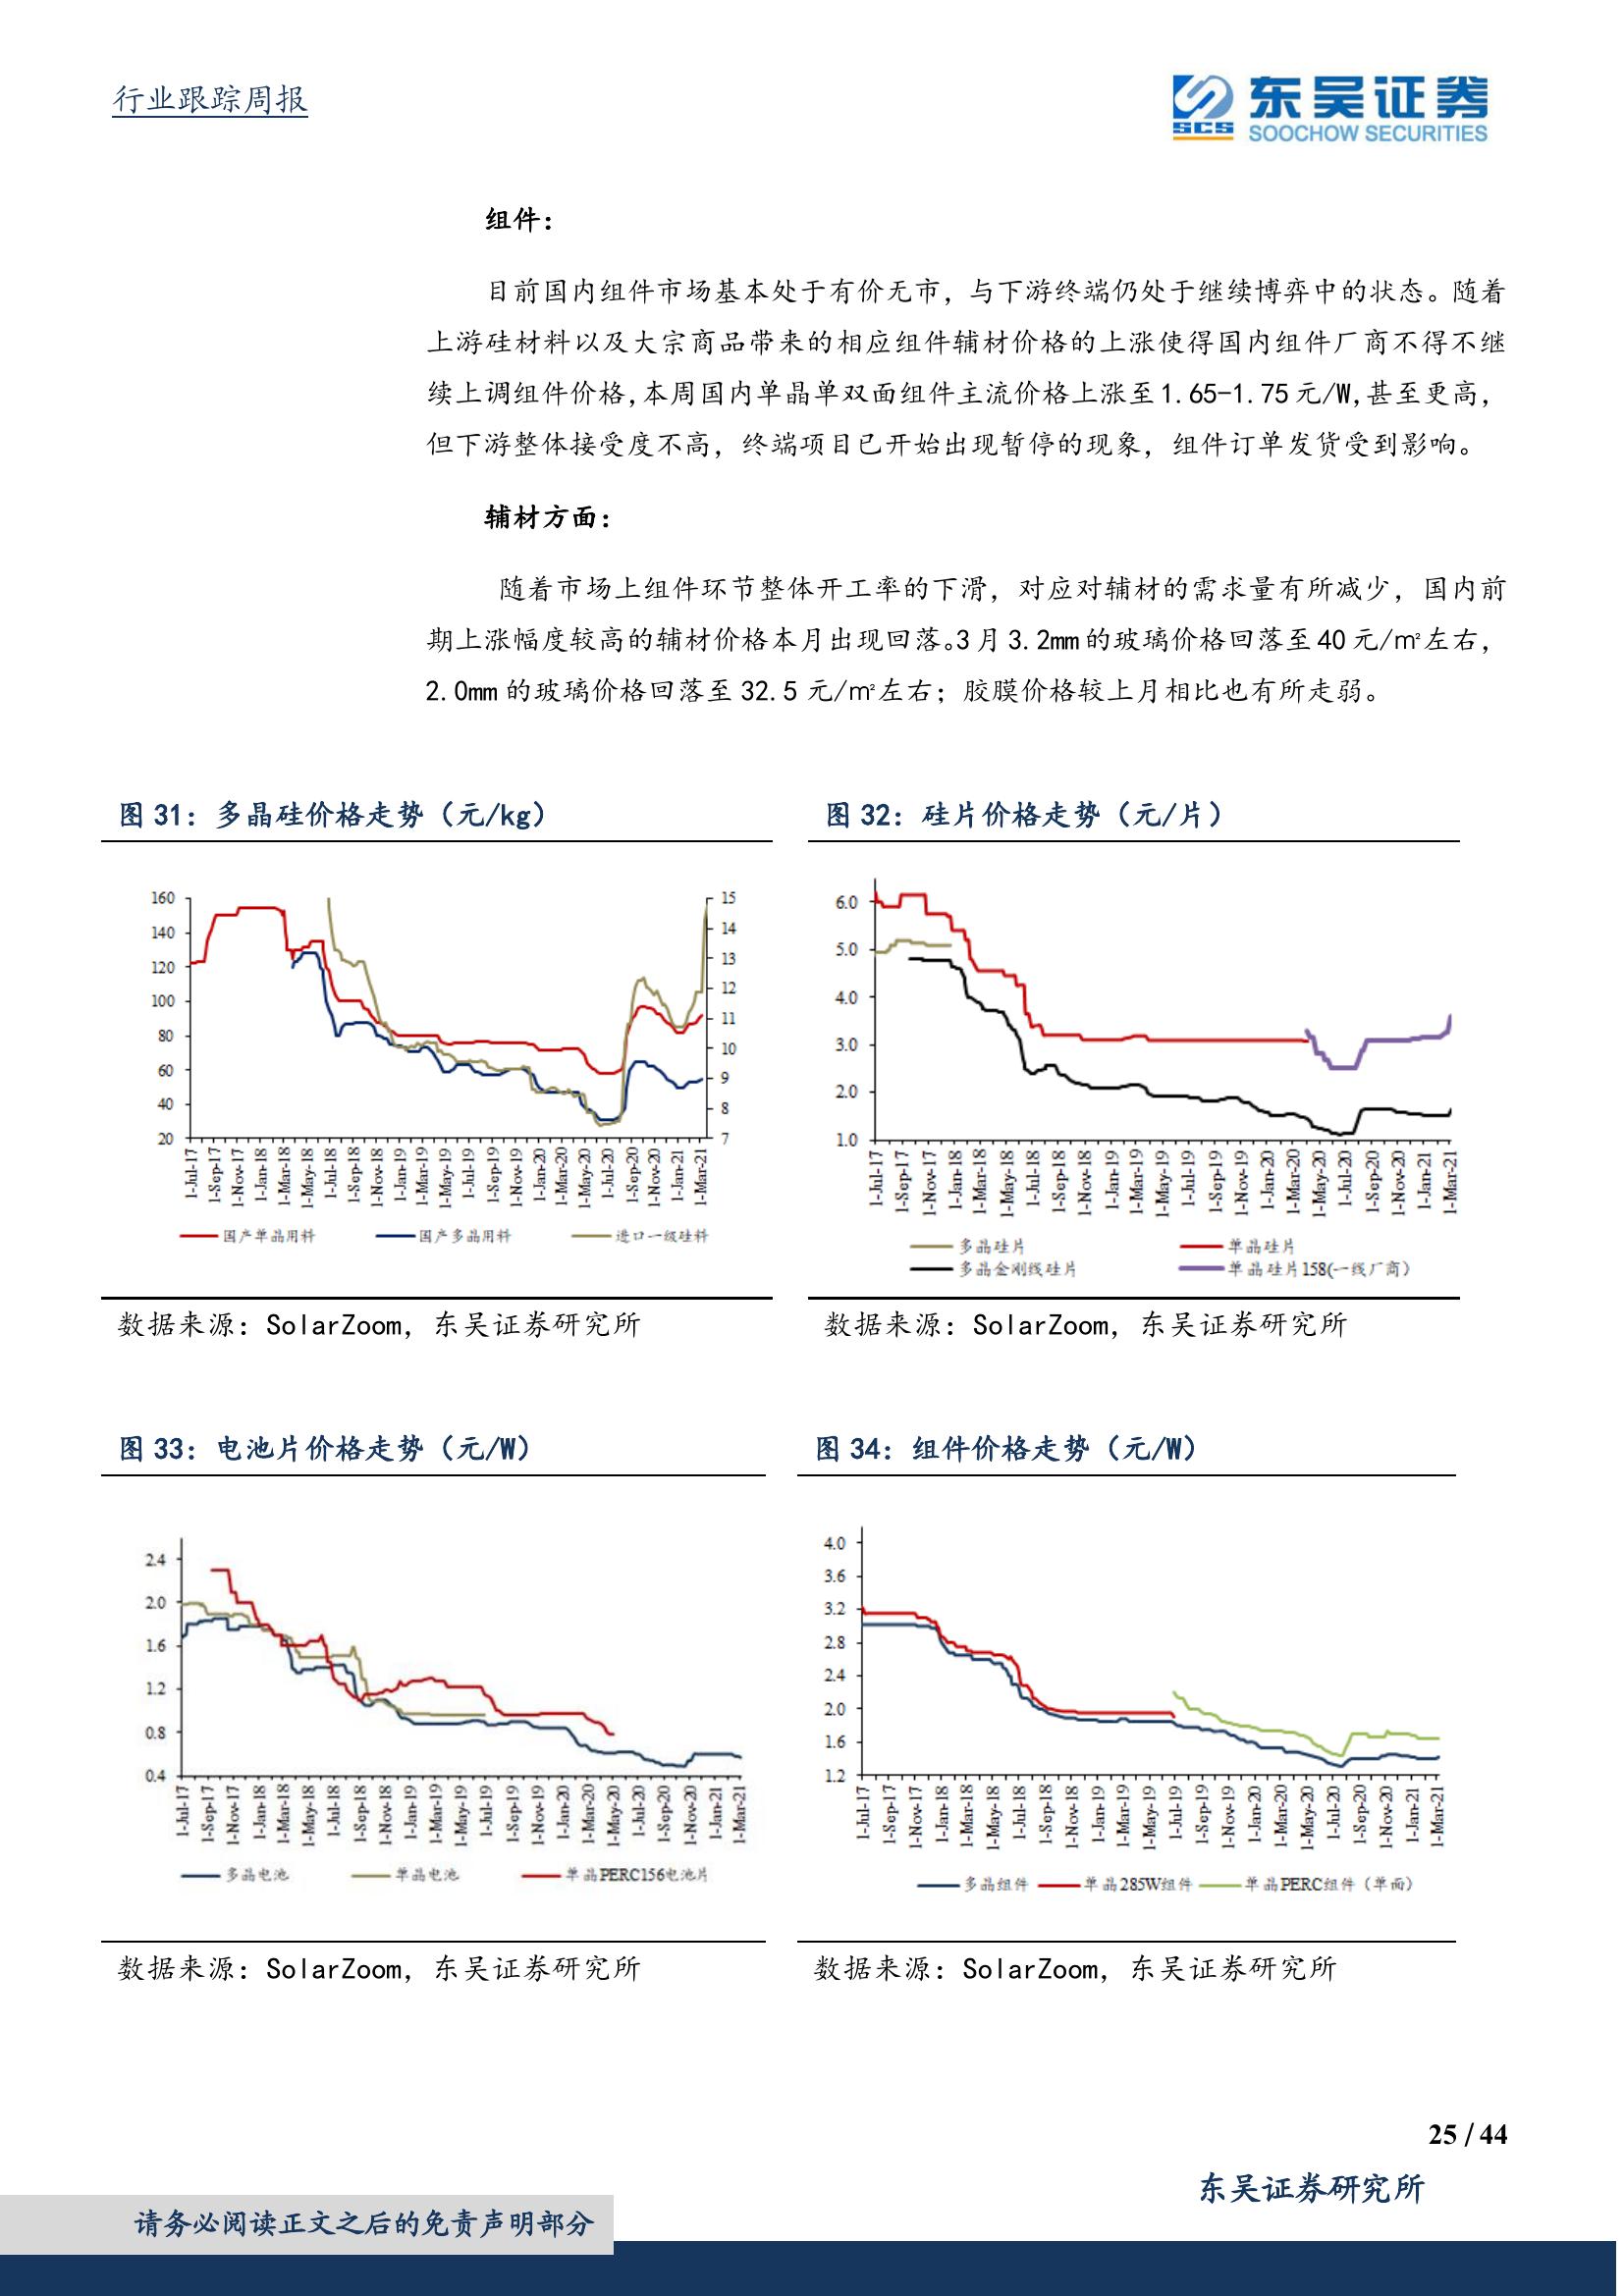 行业跟踪周报
东吴证券
SCS
SOOCHOW SECURITIES
组件：
目前国内组件市场基本处于有价无市，与下游终端仍处于继续博弈中的状态。随着
上游硅材料以及大宗商品带来的相应组件辅材价格的上涨使得国内组件厂商不得不继
续上调组件价格，本周国内单晶单双面组件主流价格上涨至 1.65-1.75 元/W，甚至更高，
但下游整体接受度不高，终端项目已开始出现暂停的现象，组件订单发货受到影响。
辅材方面：
随着市场上组件环节整体开工率的下滑，对应对辅材的需求量有所减少，国内前
期上涨幅度较高的辅材价格本月出现回落。3 月 3.2mm 的玻璃价格回落至 40 元/㎡左右，
2.0mm 的玻璃价格回落至 32.5 元/㎡左右；胶膜价格较上月相比也有所走弱。
图 31：多晶硅价格走势（元/kg）
160
140
120
100
80
60
40
20
15
14
13
12
11
10
9
8
7
1-Jul-17
1-Sep-17
1-Nov-17
1-Jan-18
1-Mar-18
1-May-18
1-Jul-18
1-Sep-18
1-Nov-18
1-Jan-19
1-Mar-19
1-May-19
1-Jul-19
1-Sep-19
1-Nov-19
1-Jan-20
1-Mar-20
1-May-20
1-Jul-20
1-Sep-20
1-Nov-20
1-Jan-21
1-Mar-21
国产单晶用料 国产多晶用料 进口一级硅料
数据来源：SolarZoom，东吴证券研究所
图 32：硅片价格走势（元/片）
6.0
5.0
4.0
3.0
2.0
1.0
1-Jul-17
1-Sep-17
1-Nov-17
1-Jan-18
1-Mar-18
1-May-18
1-Jul-18
1-Sep-18
1-Nov-18
1-Jan-19
1-Mar-19
1-May-19
1-Jul-19
1-Sep-19
1-Nov-19
1-Jan-20
1-Mar-20
1-May-20
1-Jul-20
1-Sep-20
1-Nov-20
1-Jan-21
1-Mar-21
多晶硅片 单晶硅片
多晶金刚线硅片 单晶硅片158(一线厂商)
数据来源：SolarZoom，东吴证券研究所
图 33：电池片价格走势（元/W）
2.4
2.0
1.6
1.2
0.8
0.4
1-Jul-17
1-Sep-17
1-Nov-17
1-Jan-18
1-Mar-18
1-May-18
1-Jul-18
1-Sep-18
1-Nov-18
1-Jan-19
1-Mar-19
1-May-19
1-Jul-19
1-Sep-19
1-Nov-19
1-Jan-20
1-Mar-20
1-May-20
1-Jul-20
1-Sep-20
1-Nov-20
1-Jan-21
1-Mar-21
多晶电池 单晶电池 单晶PERC156电池片
数据来源：SolarZoom，东吴证券研究所
图 34：组件价格走势（元/W）
4.0
3.6
3.2
2.8
2.4
2.0
1.6
1.2
1-Jul-17
1-Sep-17
1-Nov-17
1-Jan-18
1-Mar-18
1-May-18
1-Jul-18
1-Sep-18
1-Nov-18
1-Jan-19
1-Mar-19
1-May-19
1-Jul-19
1-Sep-19
1-Nov-19
1-Jan-20
1-Mar-20
1-May-20
1-Jul-20
1-Sep-20
1-Nov-20
1-Jan-21
1-Mar-21
多晶组件 单晶285W组件 单晶PERC组件（单面）
数据来源：SolarZoom，东吴证券研究所
25 / 44
东吴证券研究所
请务必阅读正文之后的免责声明部分